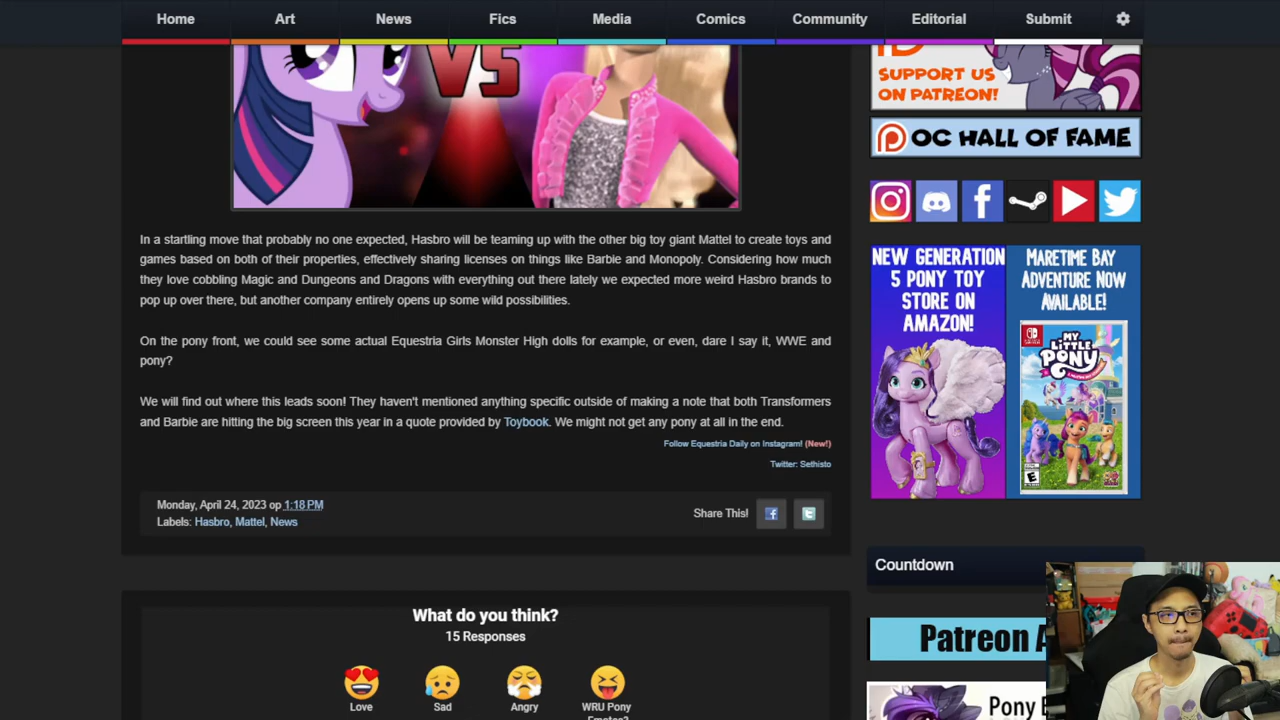 Home Art News Fics Media Comics Community Editorial Submit
VS
SUPPORT US
ON PATREON!
OC HALL OF FAME
In a startling move that probably no one expected, Hasbro will be teaming up with the other big toy giant Mattel to create toys and
games based on both of their properties, effectively sharing licenses on things like Barbie and Monopoly. Considering how much
they love cobbling Magic and Dungeons and Dragons with everything out there lately we expected more weird Hasbro brands to
pop up over there, but another company entirely opens up some wild possibilities.
On the pony front, we could see some actual Equestria Girls Monster High dolls for example, or even, dare I say it, WWE and
pony?
We will find out where this leads soon! They haven't mentioned anything specific outside of making a note that both Transformers
and Barbie are hitting the big screen this year in a quote provided by Toybook. We might not get any pony at all in the end.
Follow Equestria Daily on Instagram! (New!)
Twitter: Sethisto
Monday, April 24, 2023 op 1:18 PM
Labels: Hasbro, Mattel, News
Share This!
What do you think?
15 Responses
Love Sad Angry WRU Pony
NEW GENERATION
5 PONY TOY
STORE ON
AMAZON!
MARETIME BAY
ADVENTURE NOW
AVAILABLE!
MY
LITTLE
PONY
E
Countdown
Patreon
Pony